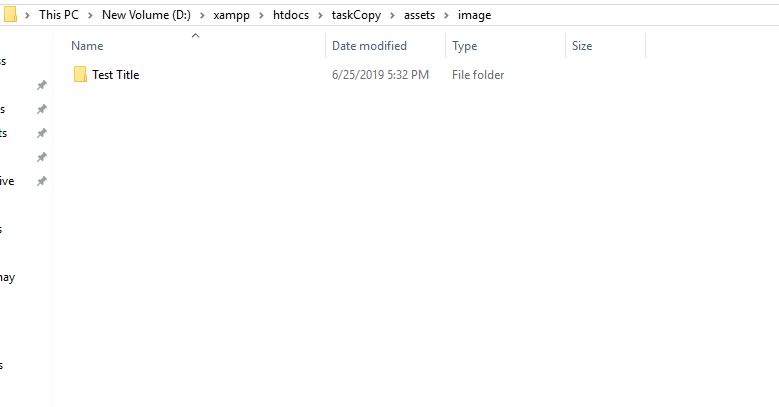 This PC > New Volume (D:) > xampp > htdocs > taskCopy > assets > image
Name Date modified Type Size
Test Title 6/25/2019 5:32 PM File folder
ss
s
ts
ive
s
s